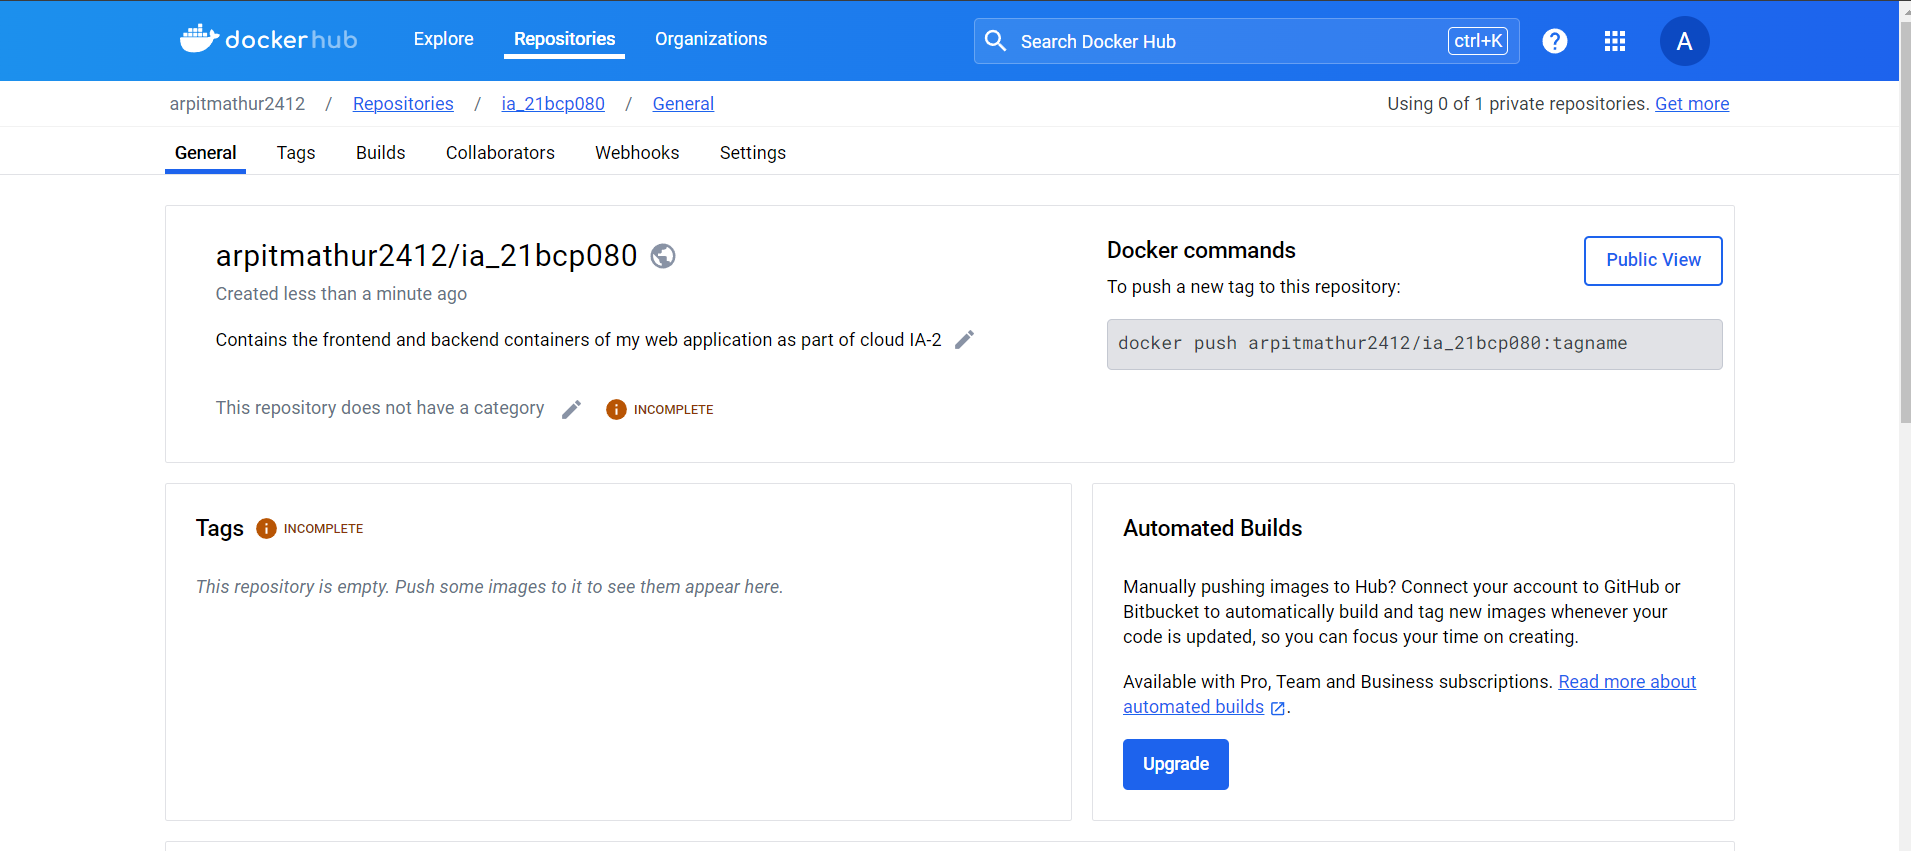 dockerhub
Explore Repositories Organizations
Search Docker Hub ctrl+K
? A
arpitmathur2412 / Repositories / ia_21bcp080 / General
Using 0 of 1 private repositories. Get more
General Tags Builds Collaborators Webhooks Settings
arpitmathur2412/ia_21bcp080
Created less than a minute ago
Contains the frontend and backend containers of my web application as part of cloud IA-2
This repository does not have a category
INCOMPLETE
Docker commands
Public View
To push a new tag to this repository:
docker push arpitmathur2412/ia_21bcp080:tagname
Tags INCOMPLETE
This repository is empty. Push some images to it to see them appear here.
Automated Builds
Manually pushing images to Hub? Connect your account to GitHub or
Bitbucket to automatically build and tag new images whenever your
code is updated, so you can focus your time on creating.
Available with Pro, Team and Business subscriptions. Read more about
automated builds .
Upgrade